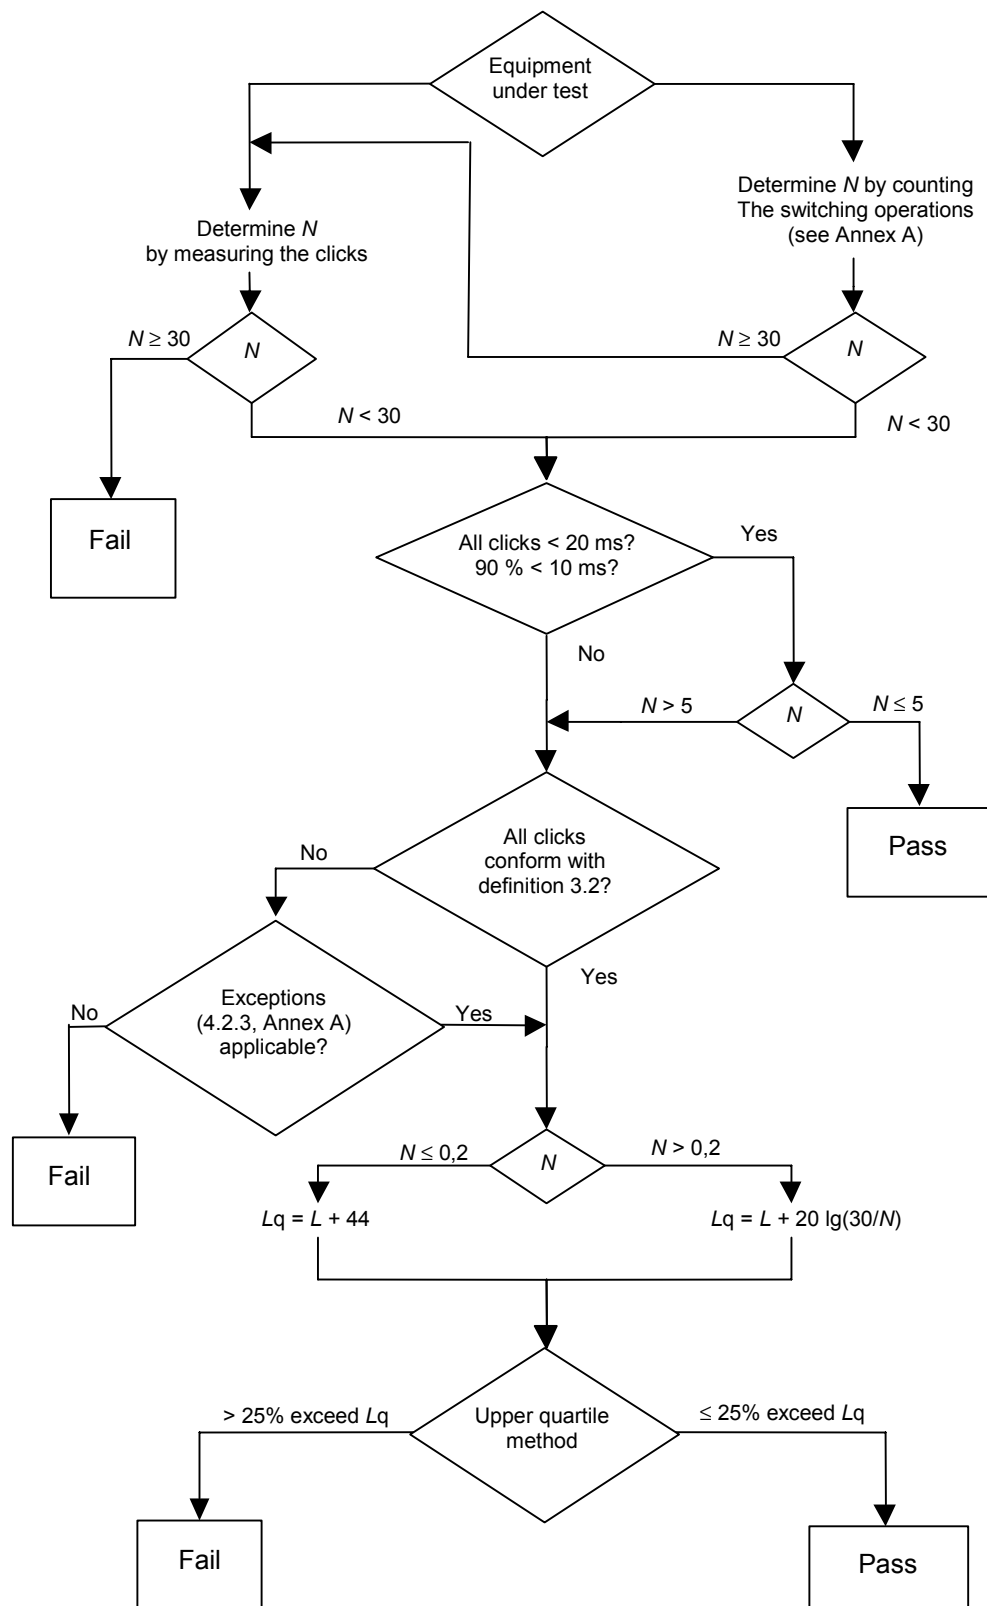 Equipment
under test
Determine N by counting
The switching operations
(see Annex A)
Determine N
by measuring the clicks
N ≥ 30
N
N ≥ 30
N
N < 30
N < 30
Fail
All clicks < 20 ms?
90 % < 10 ms?
Yes
No
N > 5
N
N ≤ 5
Pass
All clicks
conform with
definition 3.2?
No
Yes
Exceptions
(4.2.3, Annex A)
applicable?
No
Yes
Fail
N ≤ 0,2
N
N > 0,2
Lq = L + 44
Lq = L + 20 lg(30/N)
> 25% exceed Lq
Upper quartile
method
≤ 25% exceed Lq
Fail
Pass